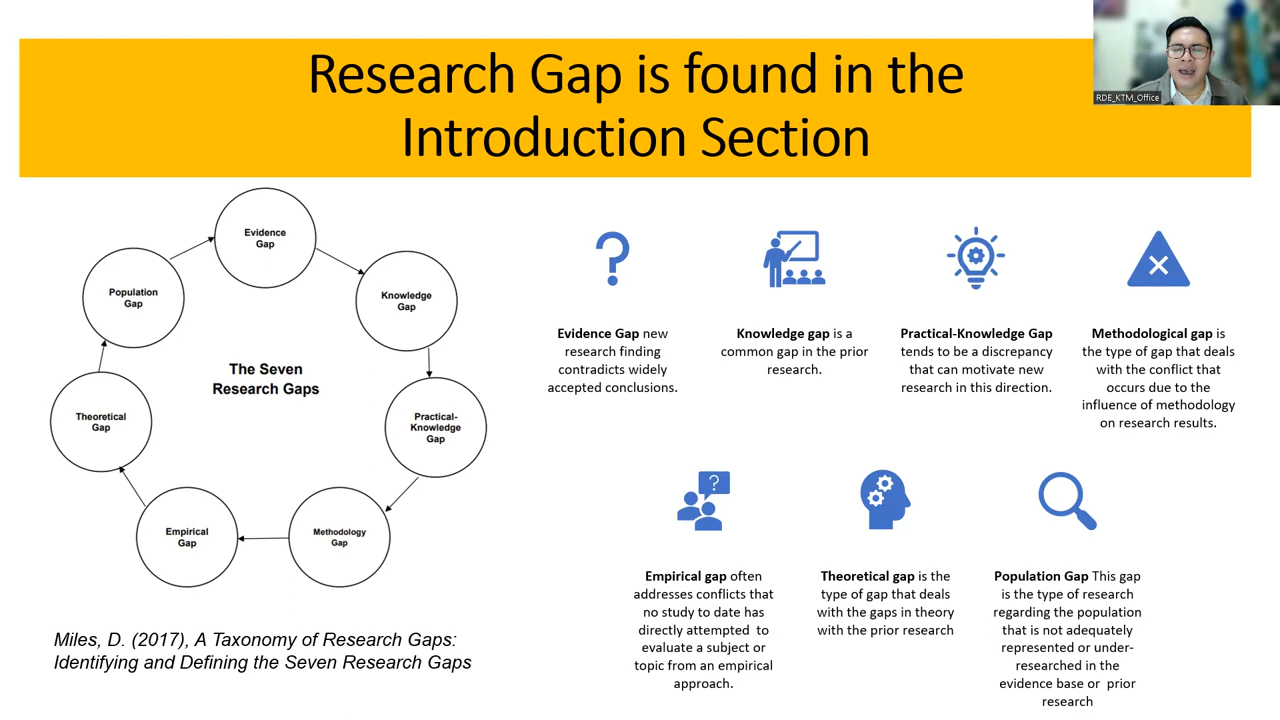 Research Gap is found in the
Introduction Section
RDE_KTM_Office
Evidence
Gap
Knowledge
Gap
Practical-
Knowledge
Gap
Methodology
Gap
Empirical
Gap
Theoretical
Gap
Population
Gap
The Seven
Research Gaps
Miles, D. (2017), A Taxonomy of Research Gaps:
Identifying and Defining the Seven Research Gaps
?
Evidence Gap new
research finding
contradicts widely
accepted conclusions.
Knowledge gap is a
common gap in the prior
research.
Practical-Knowledge Gap
tends to be a discrepancy
that can motivate new
research in this direction.
Methodological gap is
the type of gap that deals
with the conflict that
occurs due to the
influence of methodology
on research results.
?
Empirical gap often
addresses conflicts that
no study to date has
directly attempted to
evaluate a subject or
topic from an empirical
approach.
Theoretical gap is the
type of gap that deals
with the gaps in theory
with the prior research
Population Gap This gap
is the type of research
regarding the population
that is not adequately
represented or under-
researched in the
evidence base or prior
research